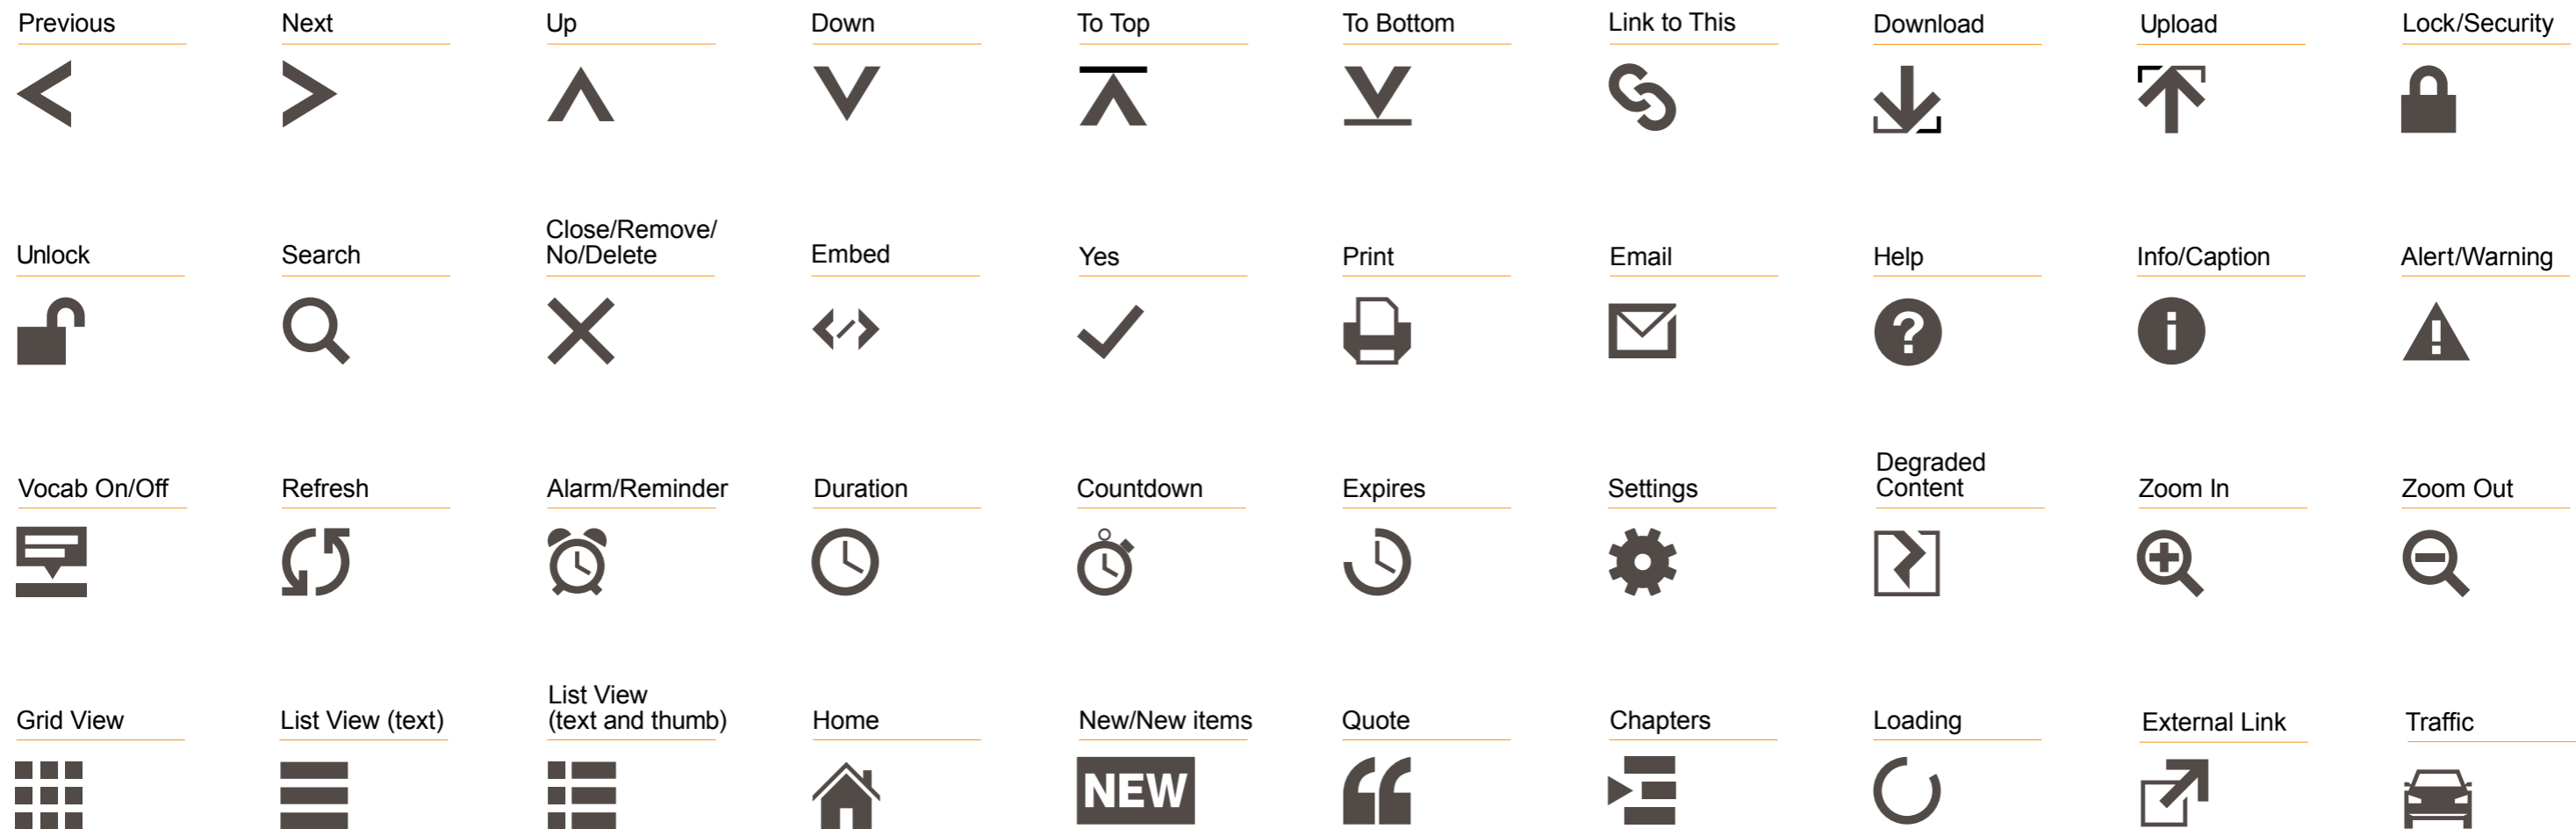 Previous
Next
Up
Down
To Top
To Bottom
Link to This
Download
Upload
Lock/Security
Unlock
Search
Close/Remove/
No/Delete
Embed
Yes
Print
Email
Help
Info/Caption
Alert/Warning
?
i
!
Vocab On/Off
Refresh
Alarm/Reminder
Duration
Countdown
Expires
Settings
Degraded
Content
Zoom In
Zoom Out
Grid View
List View (text)
List View
(text and thumb)
Home
New/New items
Quote
Chapters
Loading
External Link
Traffic
NEW